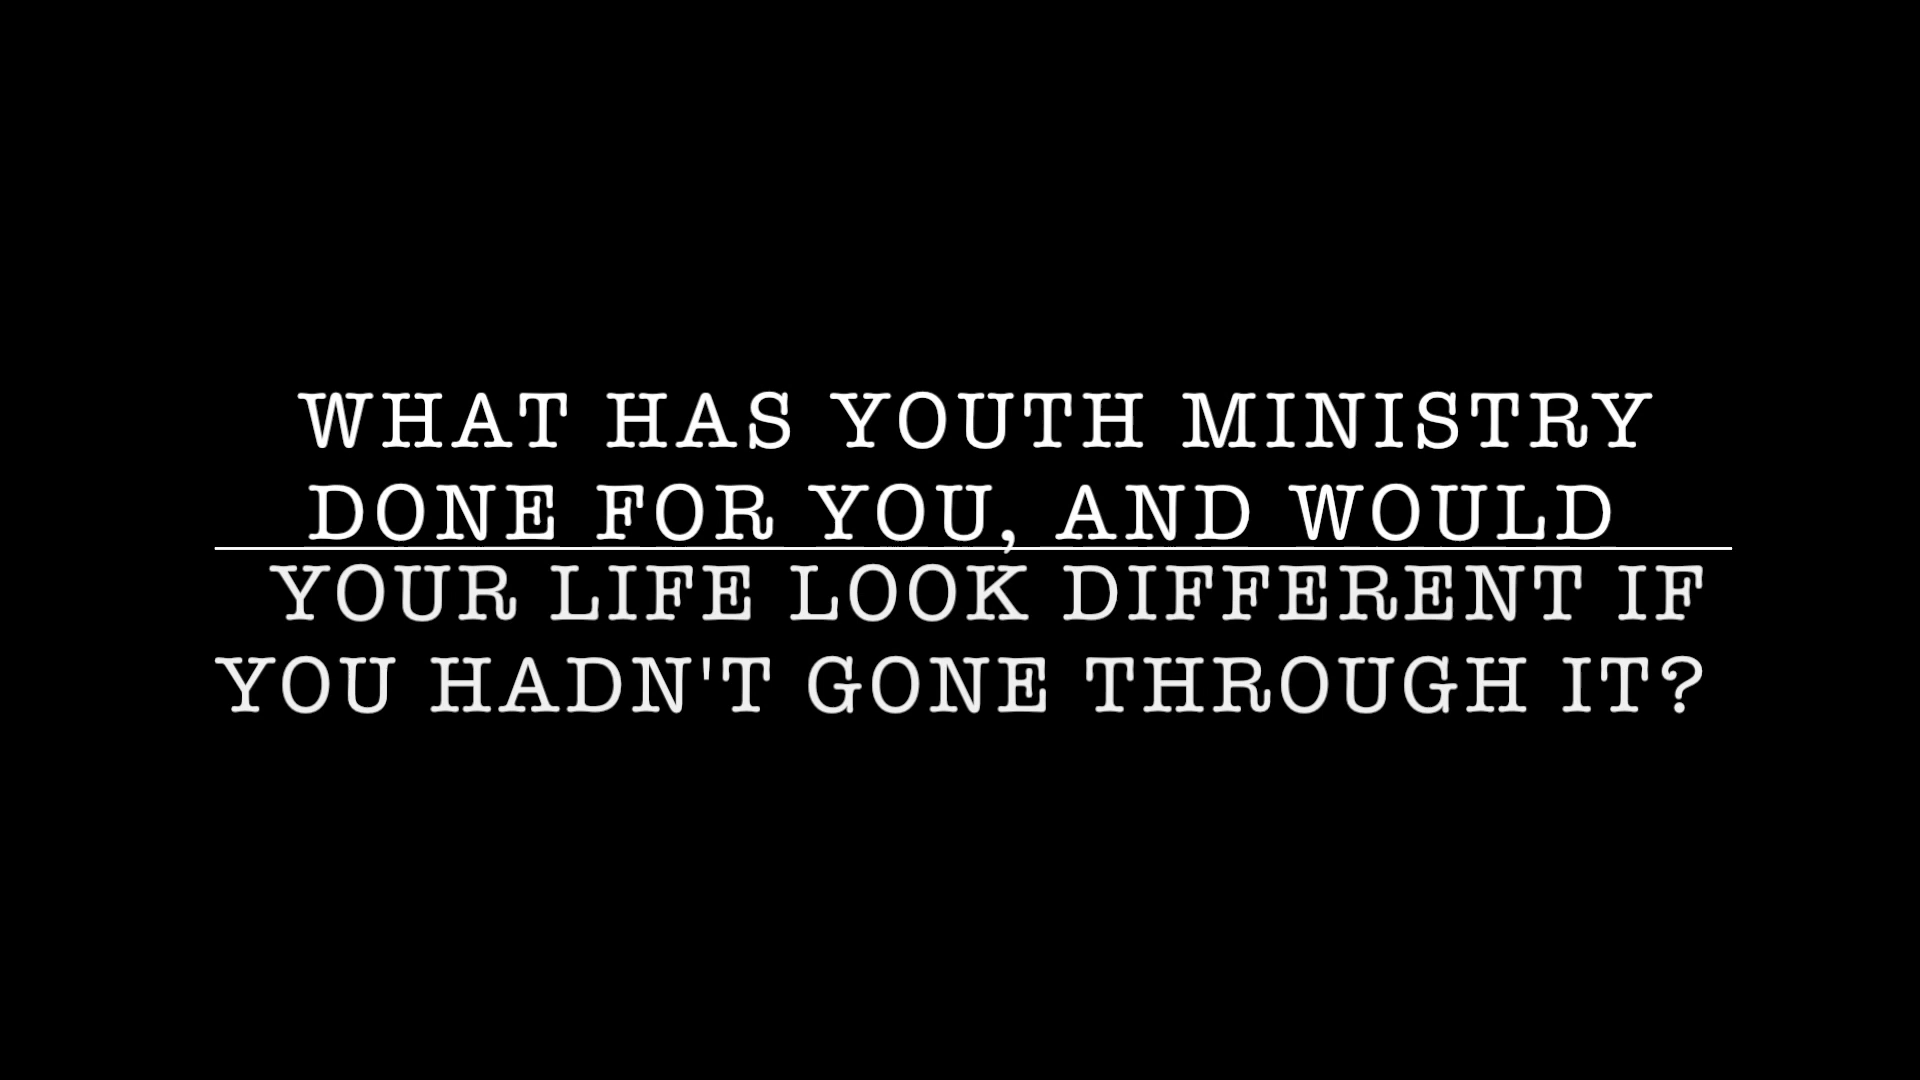 WHAT HAS YOUTH MINISTRY
DONE FOR YOU, AND WOULD
YOUR LIFE LOOK DIFFERENT IF
YOU HADN'T GONE THROUGH IT?